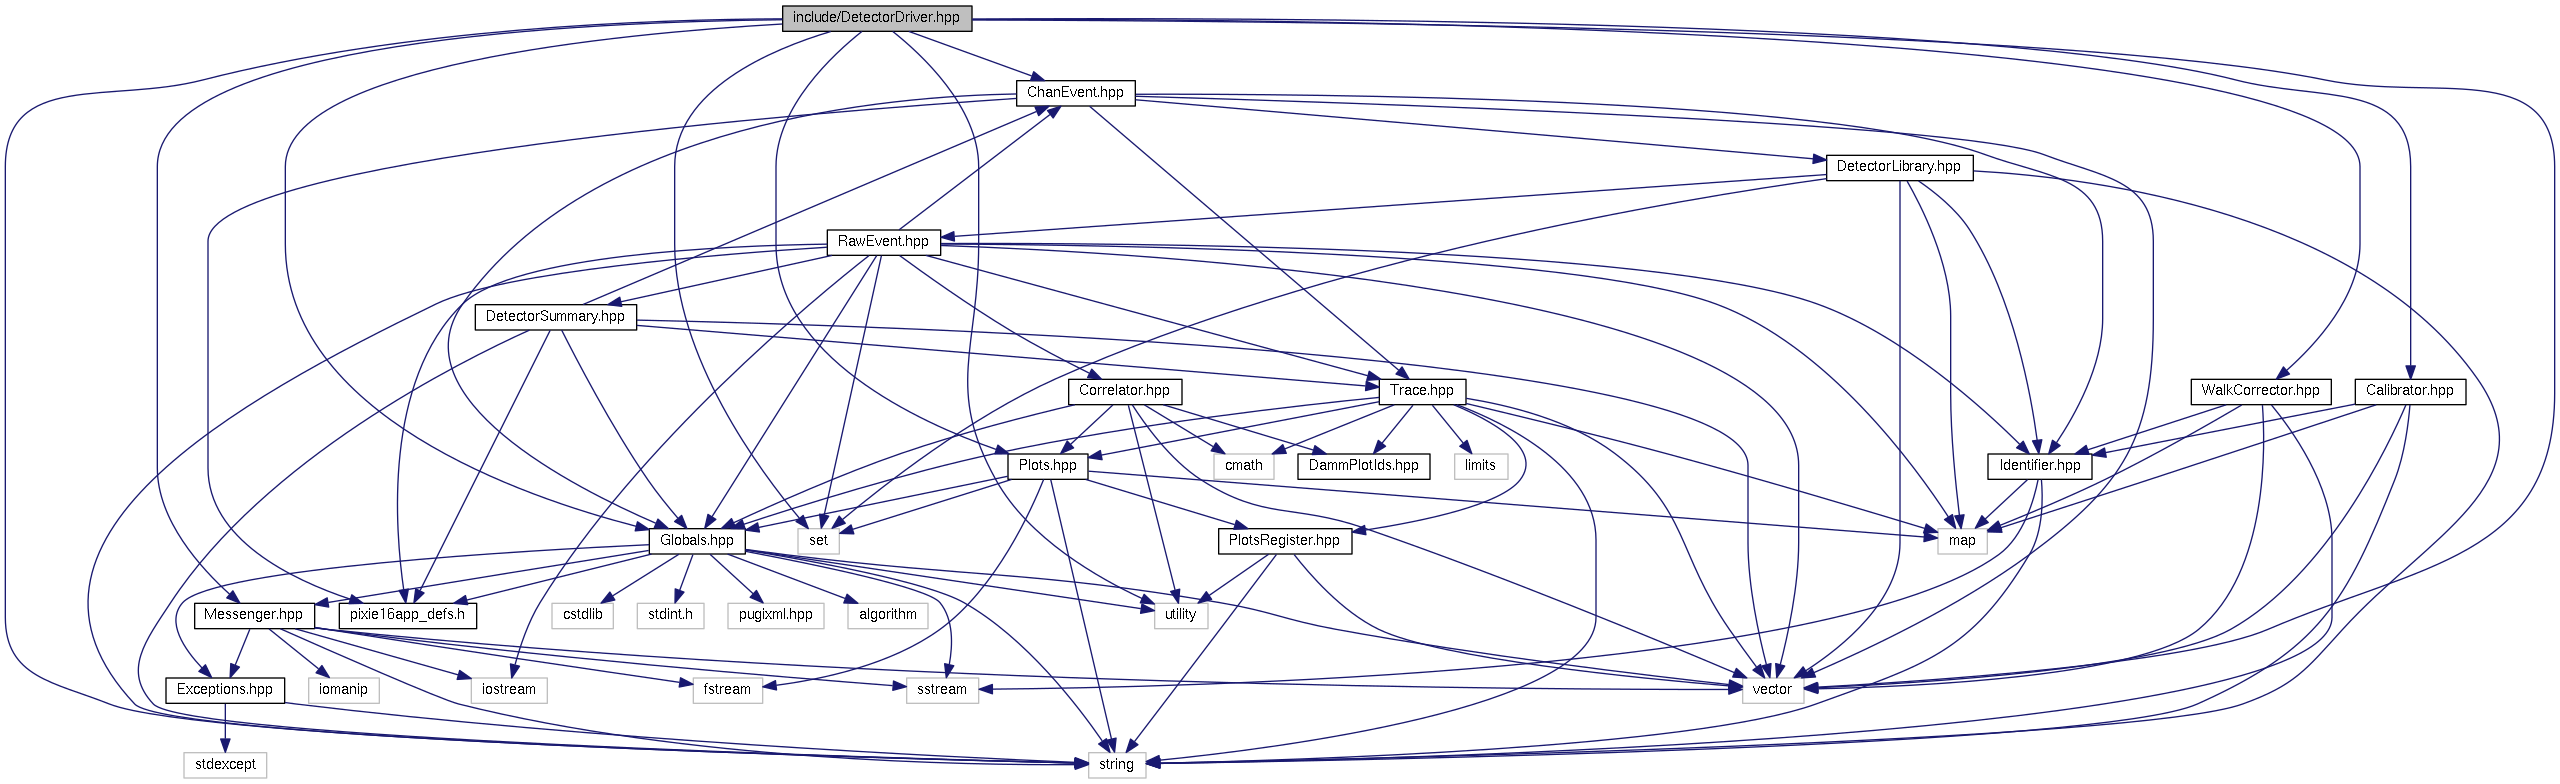 include/DetectorDriver.hpp
ChanEvent.hpp
DetectorLibrary.hpp
RawEvent.hpp
DetectorSummary.hpp
Correlator.hpp
Trace.hpp
WalkCorrector.hpp
Calibrator.hpp
Plots.hpp
cmath
DammPlotIds.hpp
limits
Identifier.hpp
Globals.hpp
set
PlotsRegister.hpp
map
Messenger.hpp
pixie16app_defs.h
cstdlib
stdint.h
pugixml.hpp
algorithm
utility
Exceptions.hpp
iomanip
iostream
fstream
sstream
vector
stdexcept
string